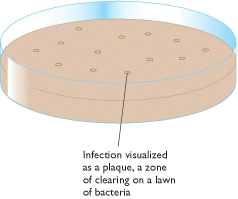 Infection visualized
as a plaque, a zone
of clearing on a lawn
of bacteria